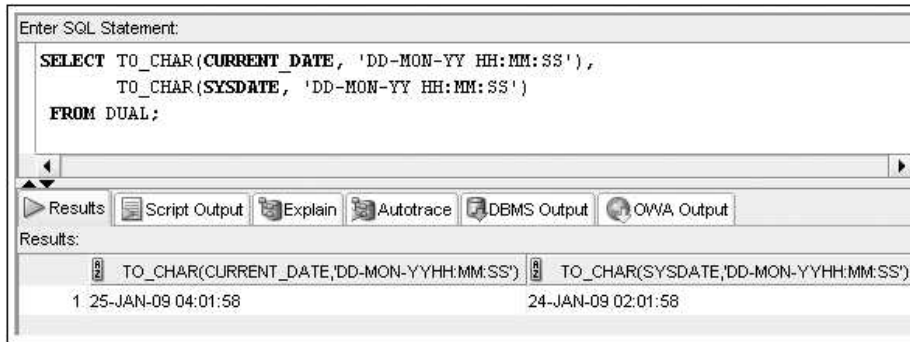 Enter SQL Statement:
SELECT TO_CHAR(CURRENT_DATE, 'DD-MON-YY HH:MM:SS'),
TO_CHAR(SYSDATE, 'DD-MON-YY HH:MM:SS')
FROM DUAL;
Results Script Output Explain Autotrace DBMS Output OWA Output
Results:
TO_CHAR(CURRENT_DATE,'DD-MON-YYHH:MM:SS') TO_CHAR(SYSDATE,'DD-MON-YYHH:MM:SS')
1 25-JAN-09 04:01:58 24-JAN-09 02:01:58